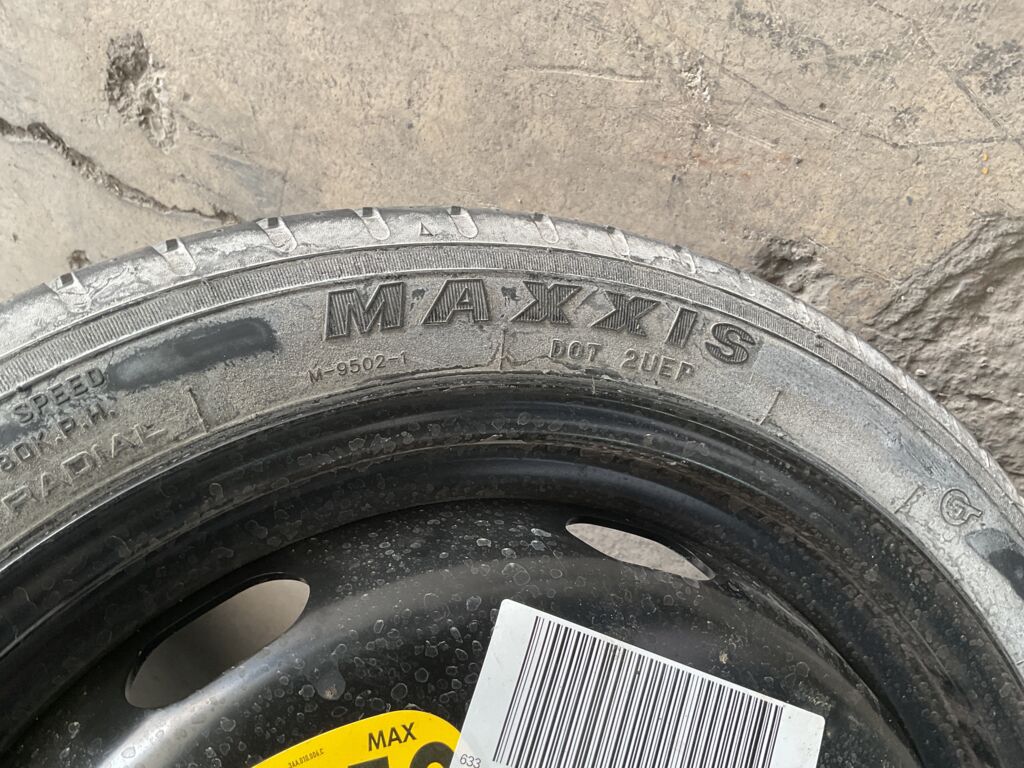 MAXXIS
M-9502-1
DOT 2UEP
SPEED
80K.P.H.
RADIAL
MAX
633